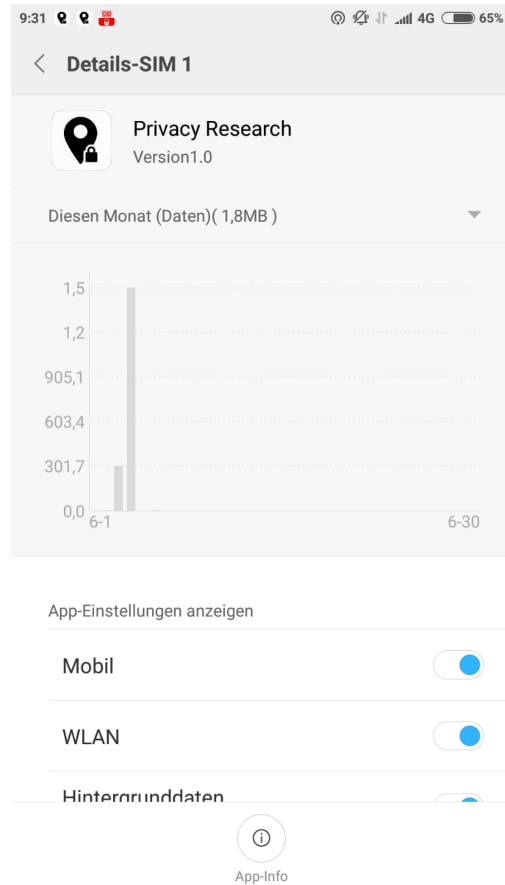 9:31 4G 65%
Details-SIM 1
Privacy Research
Version1.0
Diesen Monat (Daten)( 1,8MB )
1,5
1,2
905,1
603,4
301,7
0,0
6-1 6-30
App-Einstellungen anzeigen
Mobil
WLAN
Hintergrunddaten
App-Info